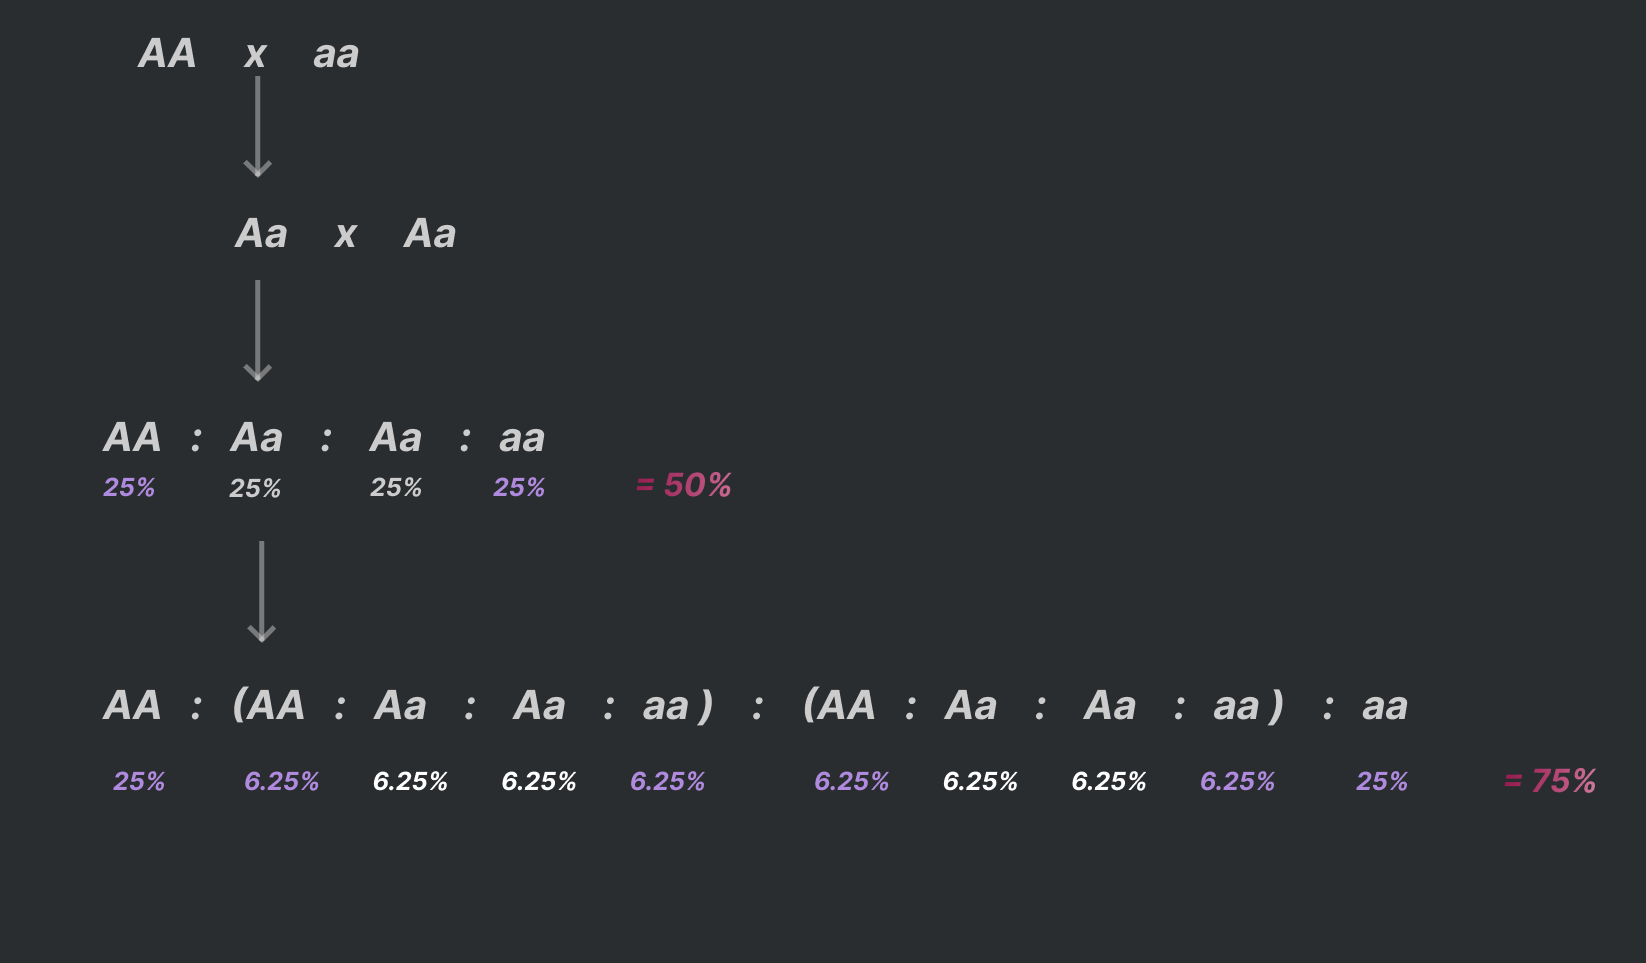 AA x aa
Aa x Aa
AA : Aa : Aa : aa
25% 25% 25% 25% = 50%
AA : (AA : Aa : Aa : aa ) : (AA : Aa : Aa : aa ) : aa
25% 6.25% 6.25% 6.25% 6.25% 6.25% 6.25% 6.25% 6.25% 25% = 75%